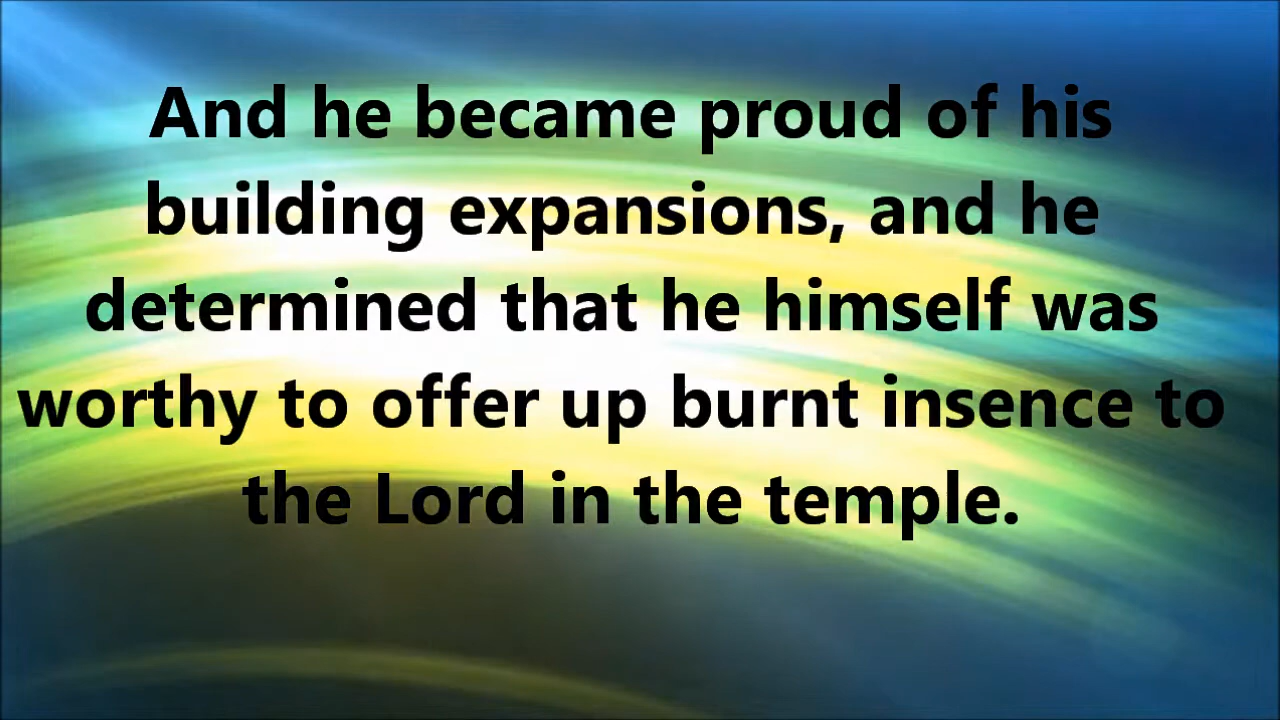 And he became proud of his
building expansions, and he
determined that he himself was
worthy to offer up burnt insence to
the Lord in the temple.